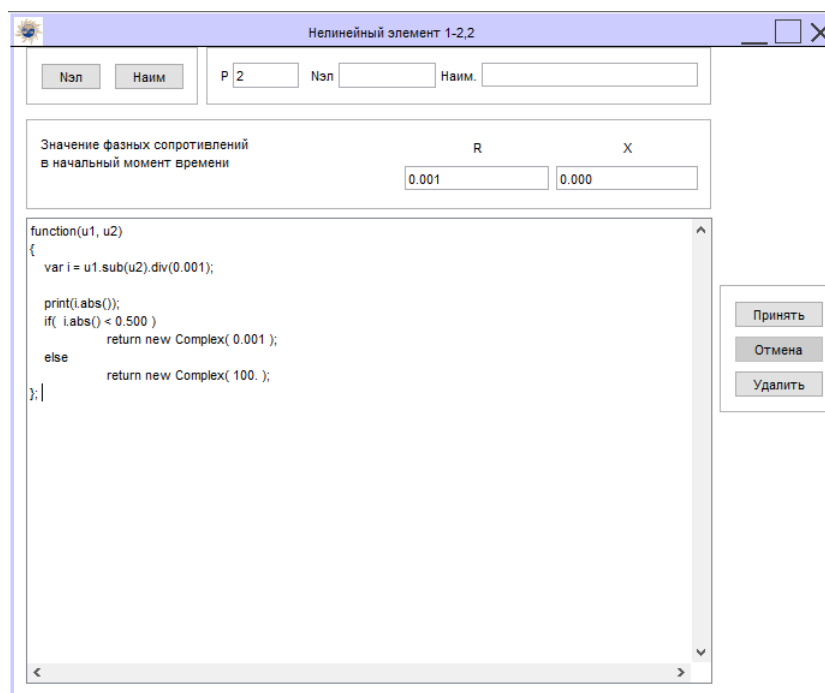 Нелинейный элемент 1-2,2
Nэл Наим P 2 Nэл Наим.
Значение фазных сопротивлений
в начальный момент времени
R X
0.001 0.000
function(u1, u2)
{
var i = u1.sub(u2).div(0.001);
print(i.abs());
if( i.abs() < 0.500 )
return new Complex( 0.001 );
else
return new Complex( 100. );
};
Принять
Отмена
Удалить